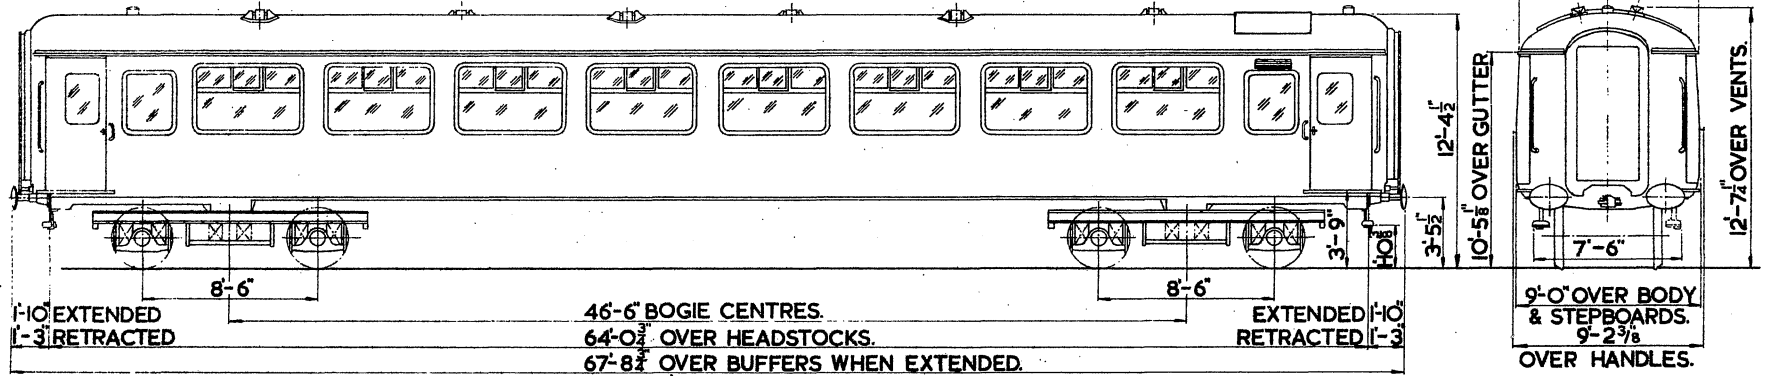 12'-4½"
10'-5⅛" OVER GUTTER.
12'-7¼" OVER VENTS.
3'-9"
3'-5½"
7'-6"
8'-6"
8'-6"
1'-10" EXTENDED
46'-6" BOGIE CENTRES.
EXTENDED 1'-10"
1'-3" RETRACTED
64'-0¾" OVER HEADSTOCKS.
RETRACTED 1'-3"
67'-8¾" OVER BUFFERS WHEN EXTENDED.
9'-0" OVER BODY
& STEPBOARDS.
9'-2⅜"
OVER HANDLES.